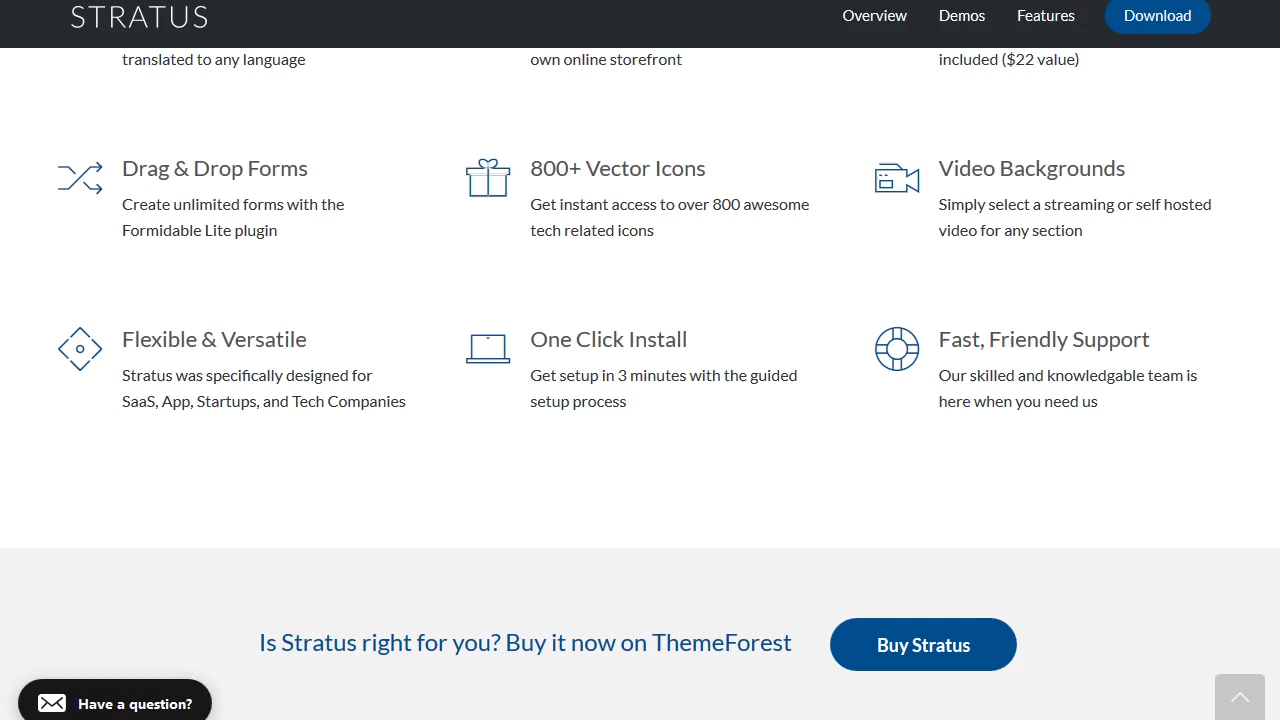 STRATUS
Overview
Demos
Features
Download
translated to any language
own online storefront
included ($22 value)
Drag & Drop Forms
Create unlimited forms with the
Formidable Lite plugin
800+ Vector Icons
Get instant access to over 800 awesome
tech related icons
Video Backgrounds
Simply select a streaming or self hosted
video for any section
Flexible & Versatile
Stratus was specifically designed for
SaaS, App, Startups, and Tech Companies
One Click Install
Get setup in 3 minutes with the guided
setup process
Fast, Friendly Support
Our skilled and knowledgable team is
here when you need us
Is Stratus right for you? Buy it now on ThemeForest
Buy Stratus
Have a question?